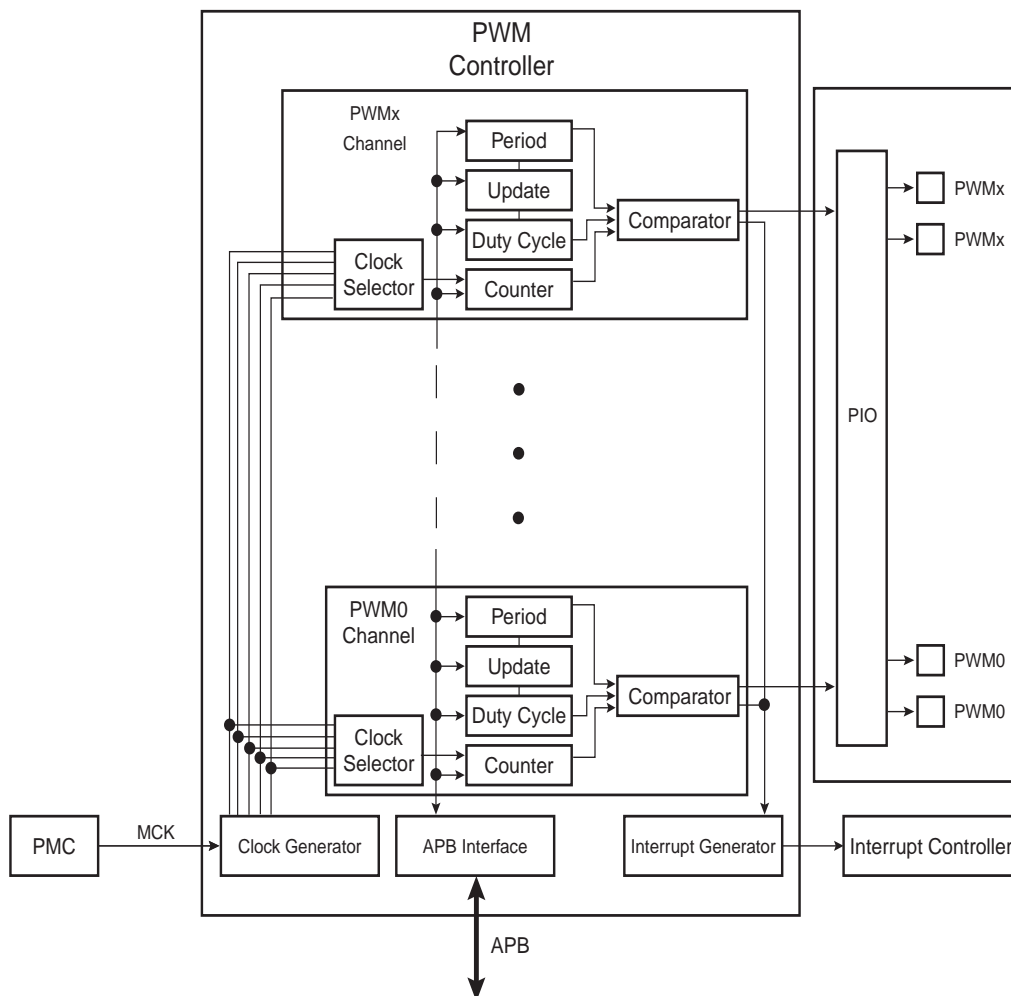 PWM
Controller
PWMx
Channel
Period
Update
Duty Cycle
Comparator
Clock
Selector
Counter
PIO
PWMx
PWMx
PWM0
Channel
Period
Update
Duty Cycle
Comparator
Clock
Selector
Counter
PWM0
PWM0
PMC
MCK
Clock Generator
APB Interface
Interrupt Generator
Interrupt Controller
APB